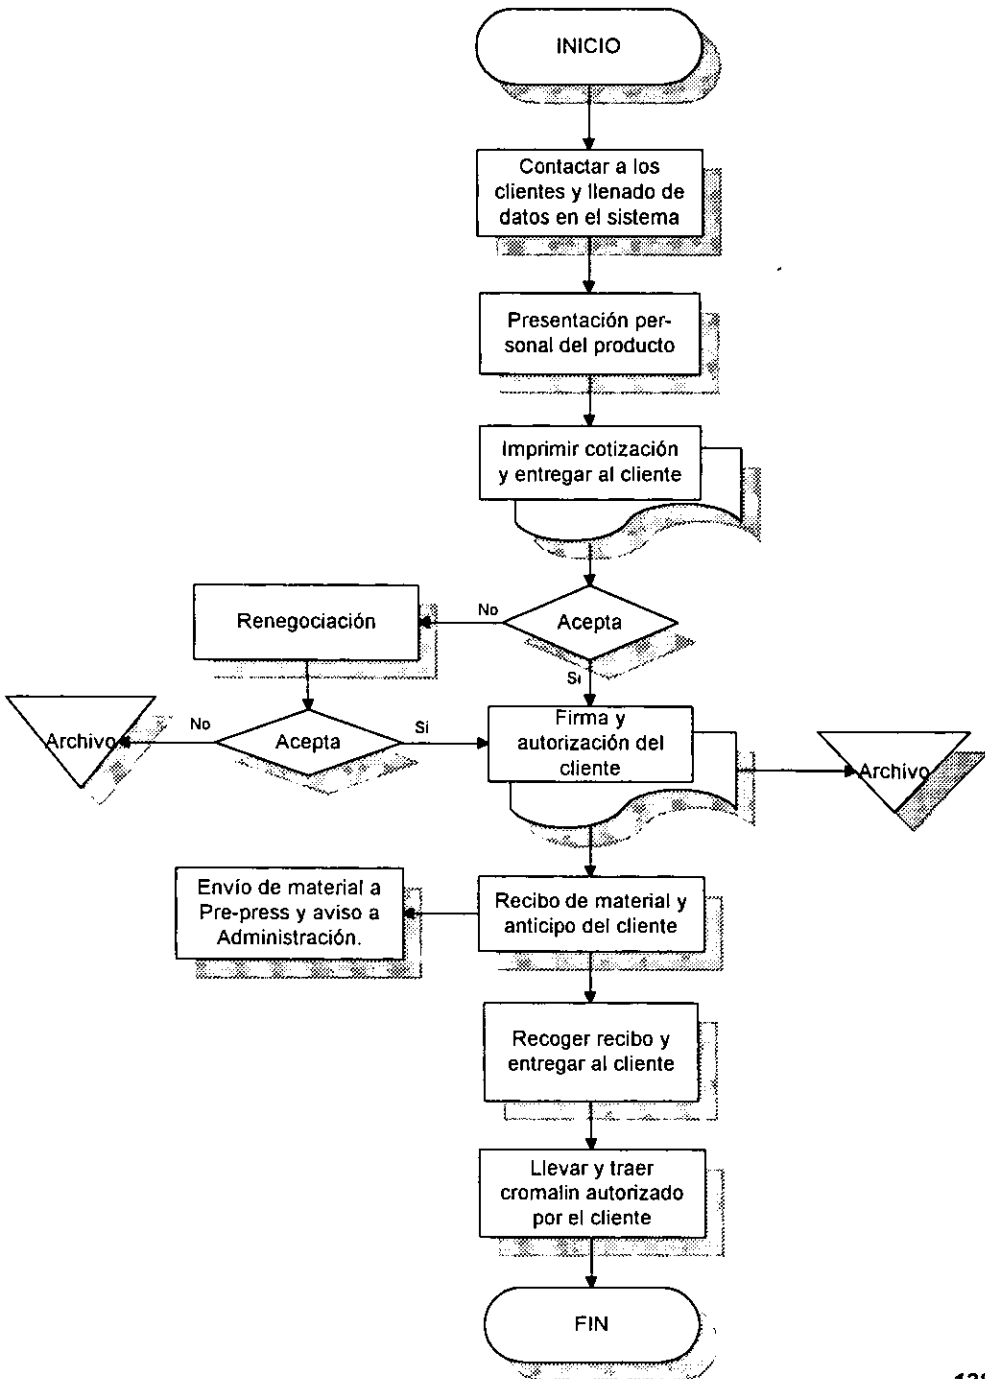 INICIO
Contactar a los
clientes y llenado de
datos en el sistema
Presentación per-
sonal del producto
Imprimir cotización
y entregar al cliente
Acepta
No
Si
Renegociación
Acepta
No
Si
Archivo
Firma y
autorización del
cliente
Archivo
Recibo de material y
anticipo del cliente
Envío de material a
Pre-press y aviso a
Administración.
Recoger recibo y
entregar al cliente
Llevar y traer
cromalin autorizado
por el cliente
FIN